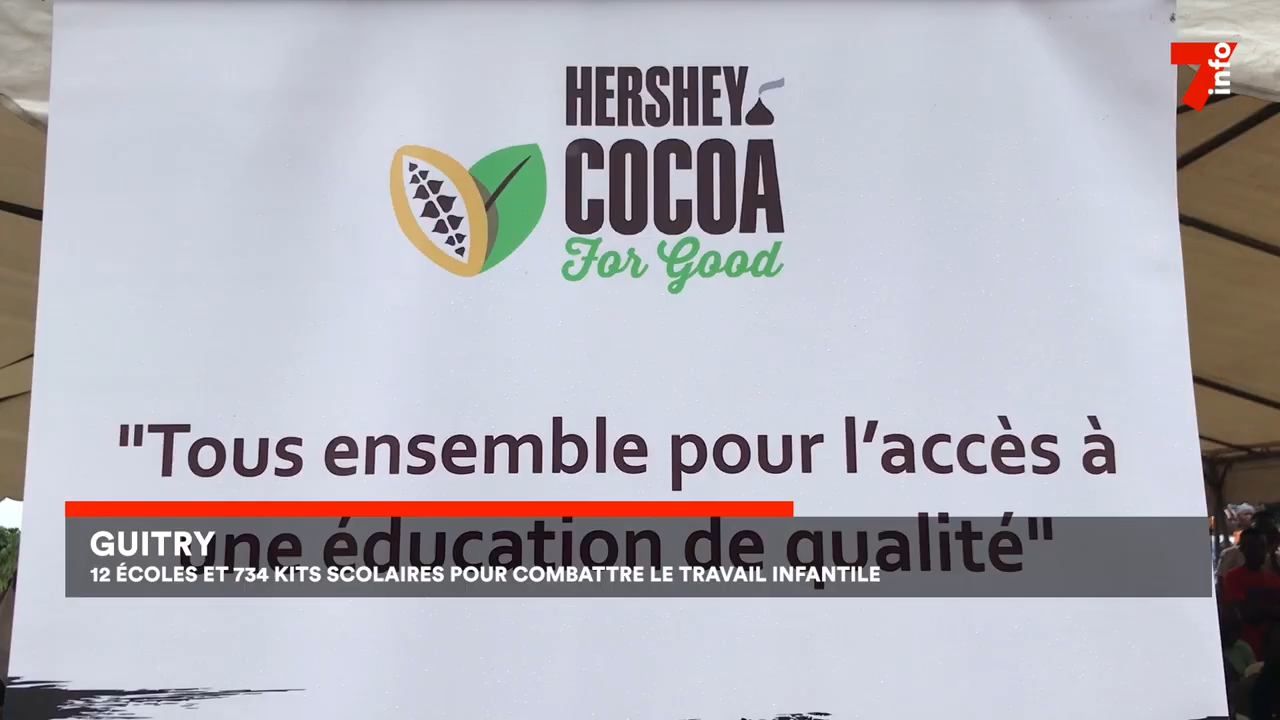 7
info
HERSHEY
COCOA
For Good
"Tous ensemble pour l'accès à
une éducation de qualité"
GUITRY
12 ÉCOLES ET 734 KITS SCOLAIRES POUR COMBATTRE LE TRAVAIL INFANTILE